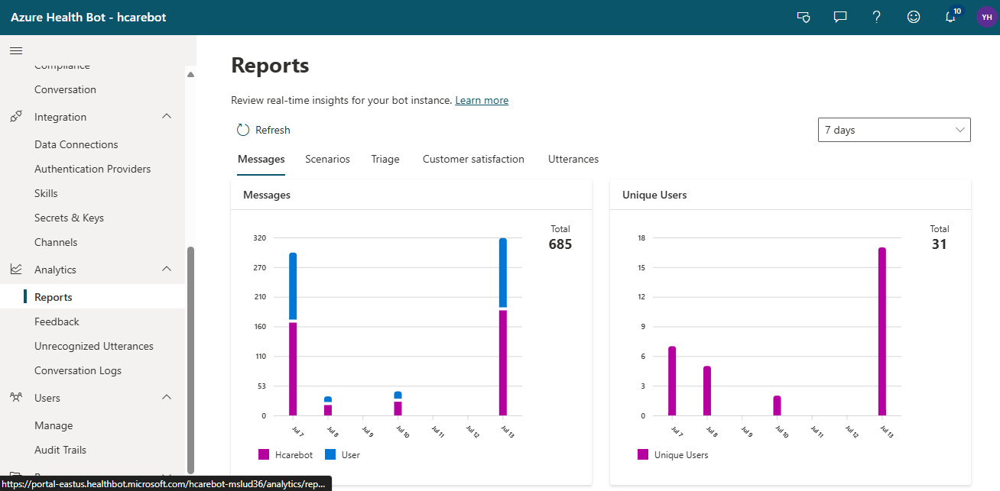 Azure Health Bot - hcarebot
10
YH
Compliance
Conversation
Integration
Data Connections
Authentication Providers
Skills
Secrets & Keys
Channels
Analytics
Reports
Feedback
Unrecognized Utterances
Conversation Logs
Users
Manage
Audit Trails
https://portal-eastus.healthbot.microsoft.com/hcarebot-mslud36/analytics/rep...
Reports
Review real-time insights for your bot instance. Learn more
Refresh
7 days
Messages Scenarios Triage Customer satisfaction Utterances
Messages
Total
685
320
270
210
160
110
53
0
Jul 7 Jul 8 Jul 9 Jul 10 Jul 11 Jul 12 Jul 13
Hcarebot User
Unique Users
Total
31
18
15
12
9
6
3
0
Jul 7 Jul 8 Jul 9 Jul 10 Jul 11 Jul 12 Jul 13
Unique Users